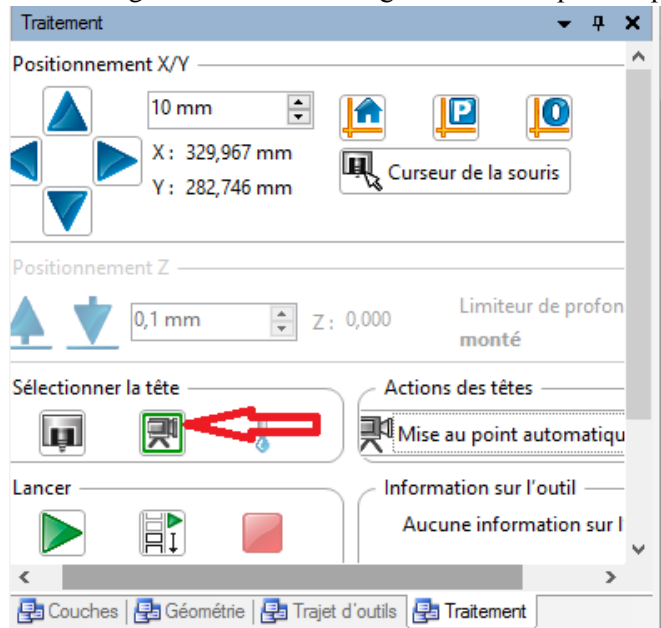 Traitement
Positionnement X/Y
10 mm
X : 329,967 mm
Y : 282,746 mm
P
0
Curseur de la souris
Positionnement Z
0,1 mm
Z : 0,000
Limiteur de profon
monté
Sélectionner la tête
Actions des têtes
Mise au point automatiqu
Lancer
Information sur l'outil
Aucune information sur l'
Couches
Géométrie
Trajet d'outils
Traitement